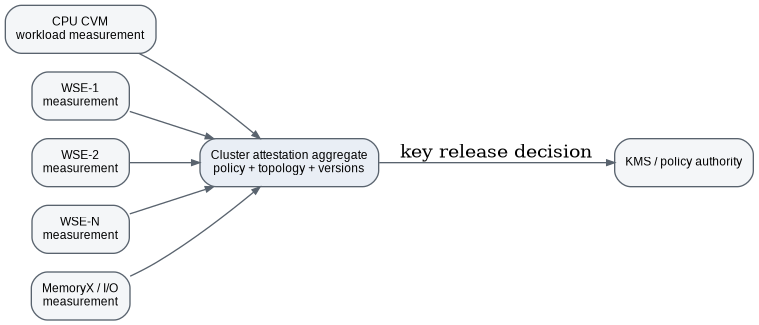 CPU CVM
workload measurement
WSE-1
measurement
WSE-2
measurement
WSE-N
measurement
MemoryX / I/O
measurement
Cluster attestation aggregate
policy + topology + versions
key release decision
KMS / policy authority